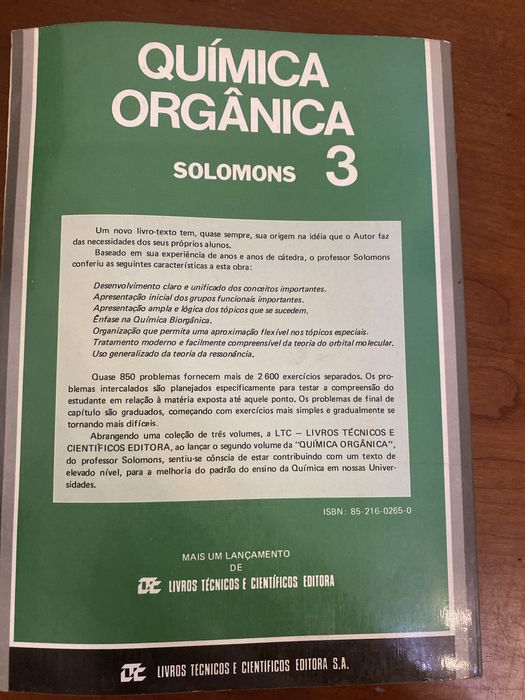 QUÍMICA
ORGÂNICA
SOLOMONS 3
Um novo livro-texto tem, quase sempre, sua origem na idéia que o Autor faz
das necessidades dos seus próprios alunos.
Baseado em sua experiência de anos e anos de cátedra, o professor Solomons
conferiu as seguintes características a esta obra:
Desenvolvimento claro e unificado dos conceitos importantes.
Apresentação inicial dos grupos funcionais importantes.
Apresentação ampla e lógica dos tópicos que se sucedem.
Ênfase na Química Biorgânica.
Organização que permita uma aproximação flexível nos tópicos especiais.
Tratamento moderno e facilmente compreensível da teoria do orbital molecular.
Uso generalizado da teoria da ressonância.
Quase 850 problemas fornecem mais de 2 600 exercícios separados. Os pro-
blemas intercalados são planejados especificamente para testar a compreensão do
estudante em relação à matéria exposta até aquele ponto. Os problemas de final de
capítulo são graduados, começando com exercícios mais simples e gradualmente se
tornando mais difíceis.
Abrangendo uma coleção de três volumes, a LTC — LIVROS TÉCNICOS E
CIENTÍFICOS EDITORA, ao lançar o segundo volume da "QUÍMICA ORGÂNICA",
do professor Solomons, sentiu-se cônscia de estar contribuindo com um texto de
elevado nível, para a melhoria do padrão do ensino da Química em nossas Univer-
sidades.
ISBN: 85-216-0265-0
MAIS UM LANÇAMENTO
DE
LTC LIVROS TÉCNICOS E CIENTÍFICOS EDITORA
LTC LIVROS TÉCNICOS E CIENTÍFICOS EDITORA S.A.